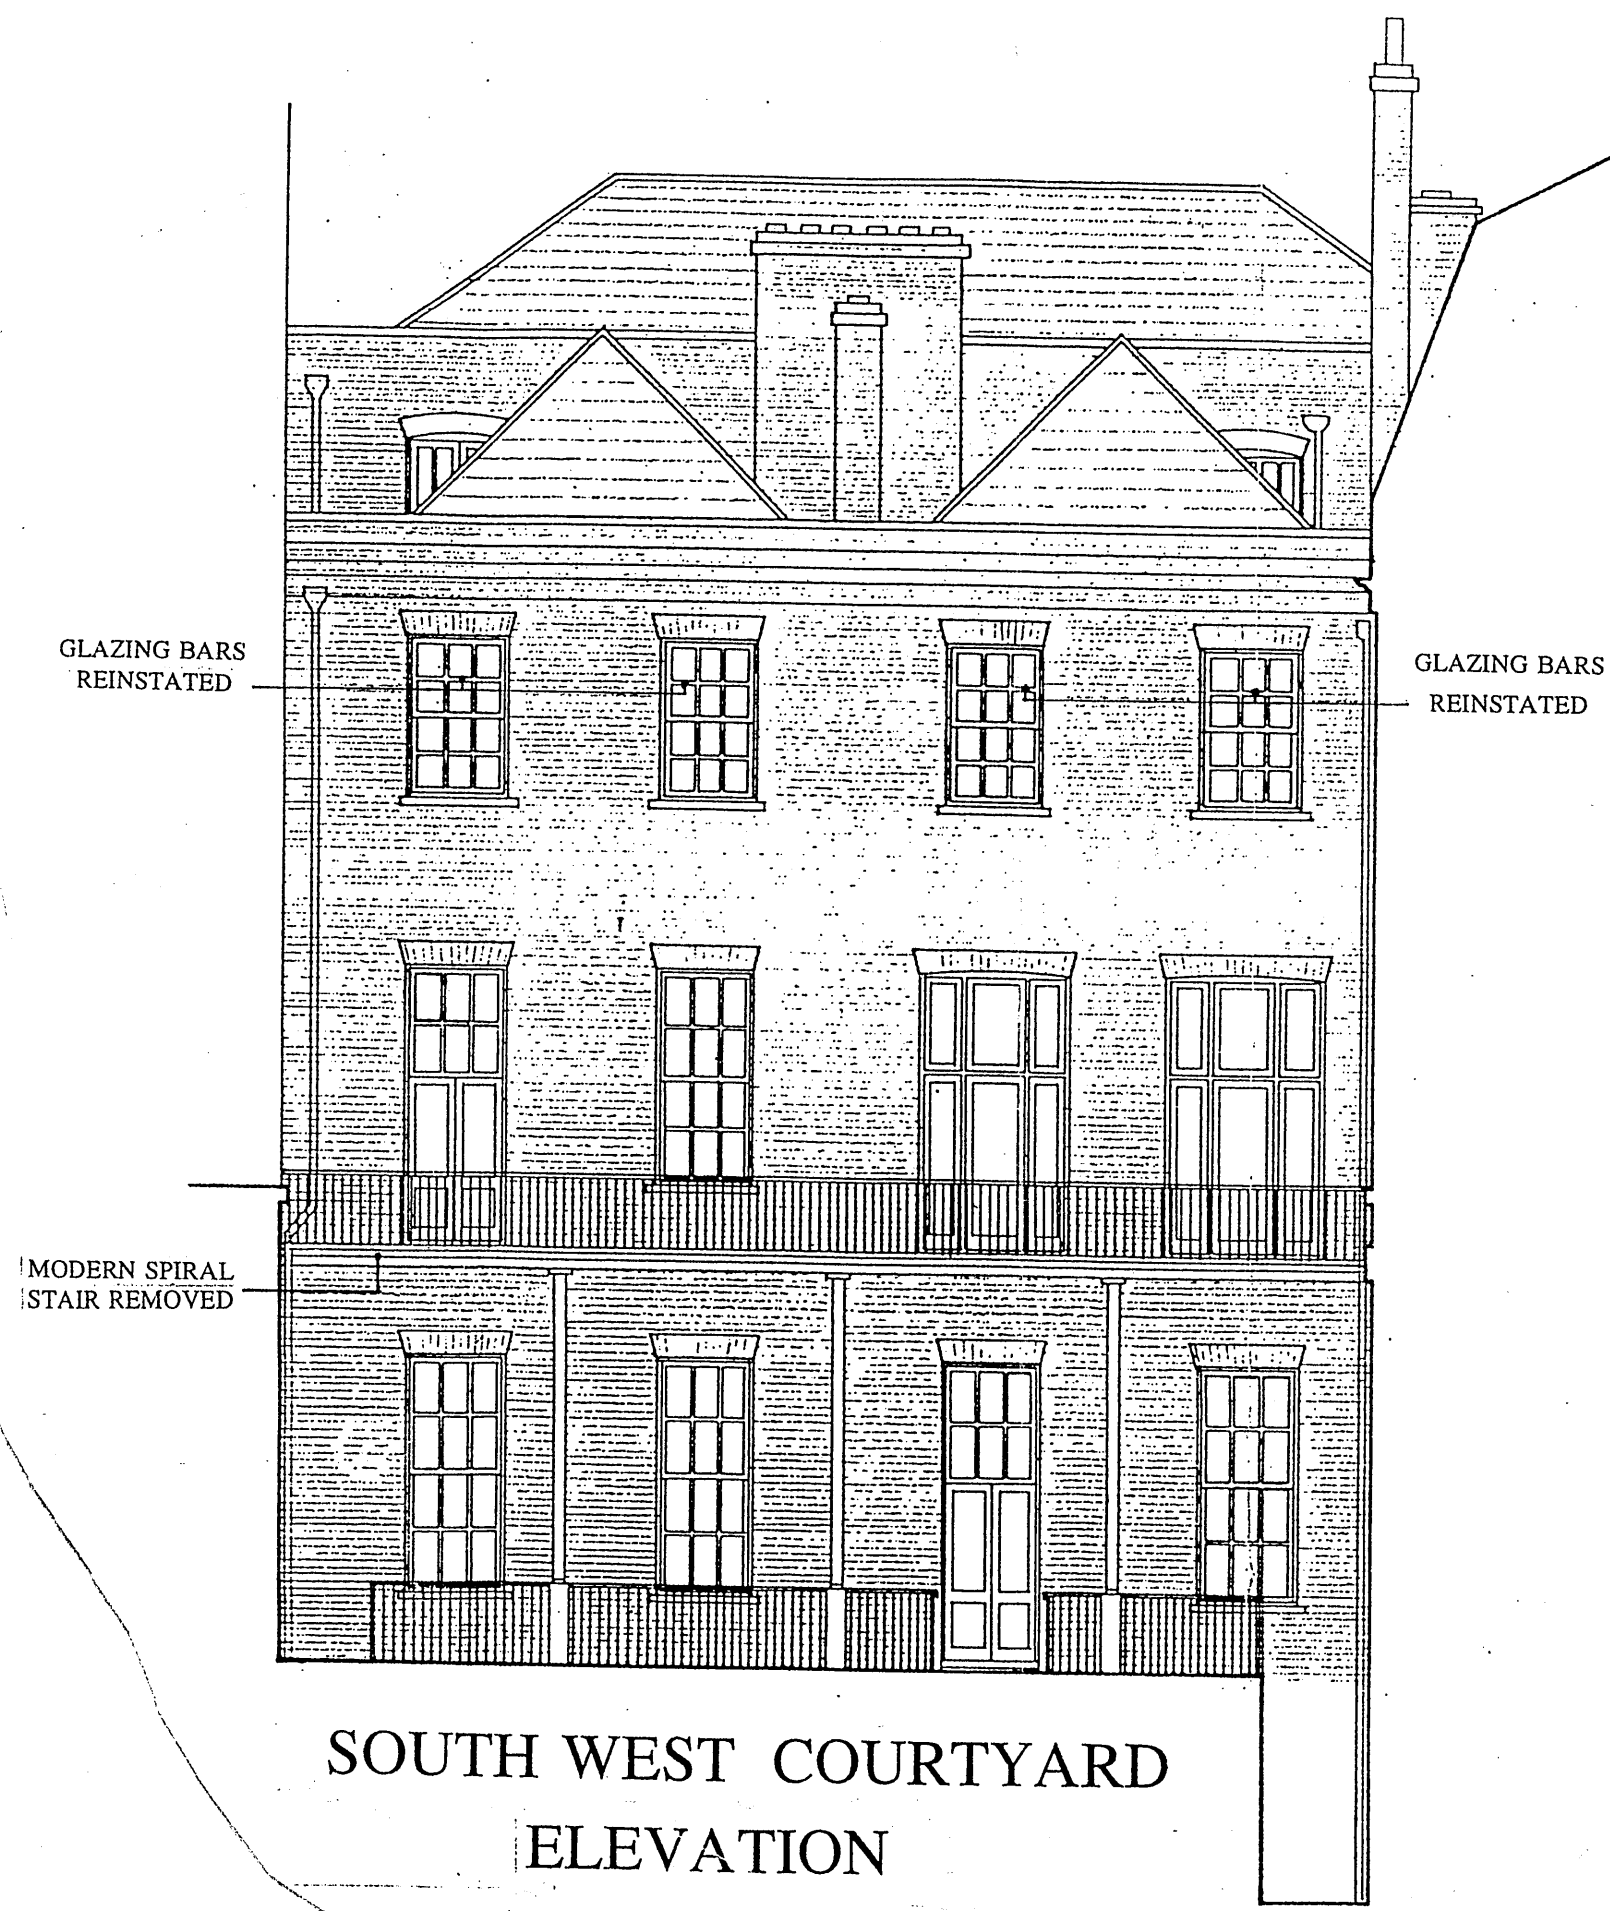 GLAZING BARS
REINSTATED
GLAZING BARS
REINSTATED
MODERN SPIRAL
STAIR REMOVED
SOUTH WEST COURTYARD
ELEVATION